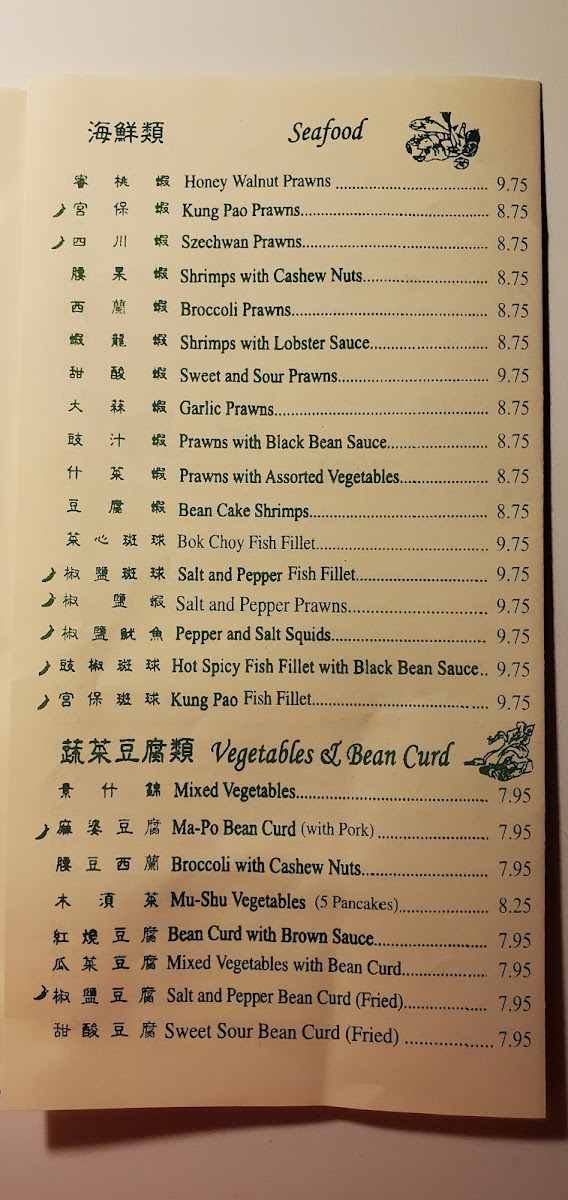 海鮮類 Seafood
蜜桃蝦 Honey Walnut Prawns 9.75
宮保蝦 Kung Pao Prawns 8.75
四川蝦 Szechwan Prawns 8.75
腰果蝦 Shrimps with Cashew Nuts 8.75
西蘭蝦 Broccoli Prawns 8.75
蝦龍蝦 Shrimps with Lobster Sauce 8.75
甜酸蝦 Sweet and Sour Prawns 9.75
大蒜蝦 Garlic Prawns 8.75
豉汁蝦 Prawns with Black Bean Sauce 8.75
什菜蝦 Prawns with Assorted Vegetables 8.75
豆腐蝦 Bean Cake Shrimps 8.75
菜心斑球 Bok Choy Fish Fillet 9.75
椒鹽斑球 Salt and Pepper Fish Fillet 9.75
椒鹽蝦 Salt and Pepper Prawns 9.75
椒鹽魷魚 Pepper and Salt Squids 9.75
豉椒斑球 Hot Spicy Fish Fillet with Black Bean Sauce 9.75
宮保斑球 Kung Pao Fish Fillet 9.75
蔬菜豆腐類 Vegetables & Bean Curd
素什錦 Mixed Vegetables 7.95
麻婆豆腐 Ma-Po Bean Curd (with Pork) 7.95
腰豆西蘭 Broccoli with Cashew Nuts 7.95
木須菜 Mu-Shu Vegetables (5 Pancakes) 8.25
紅燒豆腐 Bean Curd with Brown Sauce 7.95
瓜菜豆腐 Mixed Vegetables with Bean Curd 7.95
椒鹽豆腐 Salt and Pepper Bean Curd (Fried) 7.95
甜酸豆腐 Sweet Sour Bean Curd (Fried) 7.95